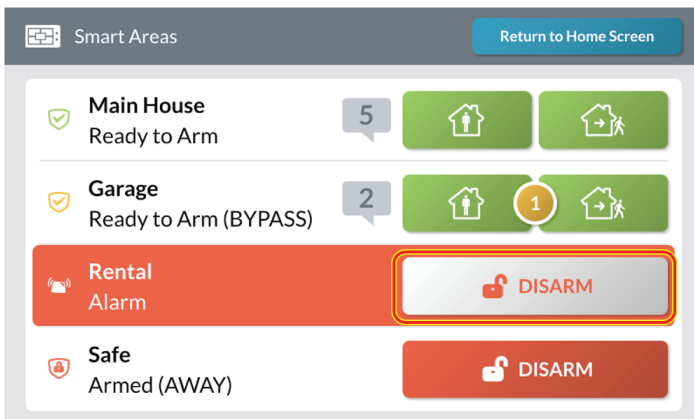 Smart Areas
Return to Home Screen
Main House
5
Ready to Arm
Garage
2
1
Ready to Arm (BYPASS)
Rental
DISARM
Alarm
Safe
DISARM
Armed (AWAY)